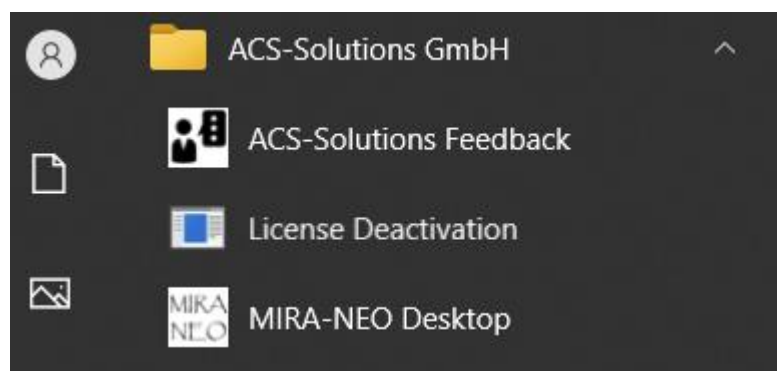 ACS-Solutions GmbH
ACS-Solutions Feedback
License Deactivation
MIRA
NEO
MIRA-NEO Desktop